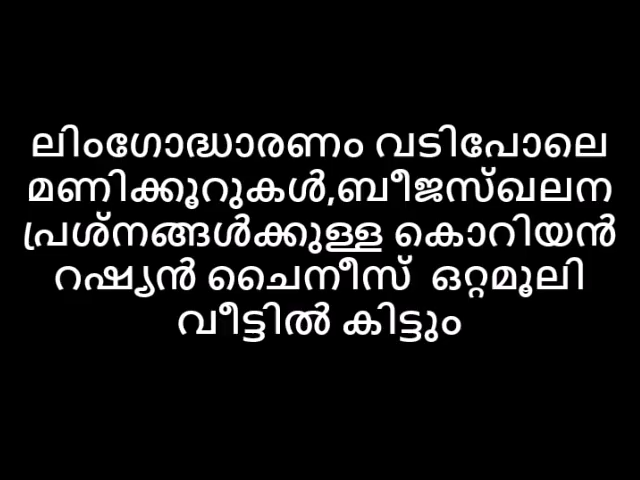 ലിംഗോദ്ധാരണം വടിപോലെ
മണിക്കൂറുകൾ,ബീജസ്ഖലന
പ്രശ്നങ്ങൾക്കുള്ള കൊറിയൻ
റഷ്യൻ ചൈനീസ് ഒറ്റമൂലി
വീട്ടിൽ കിട്ടും